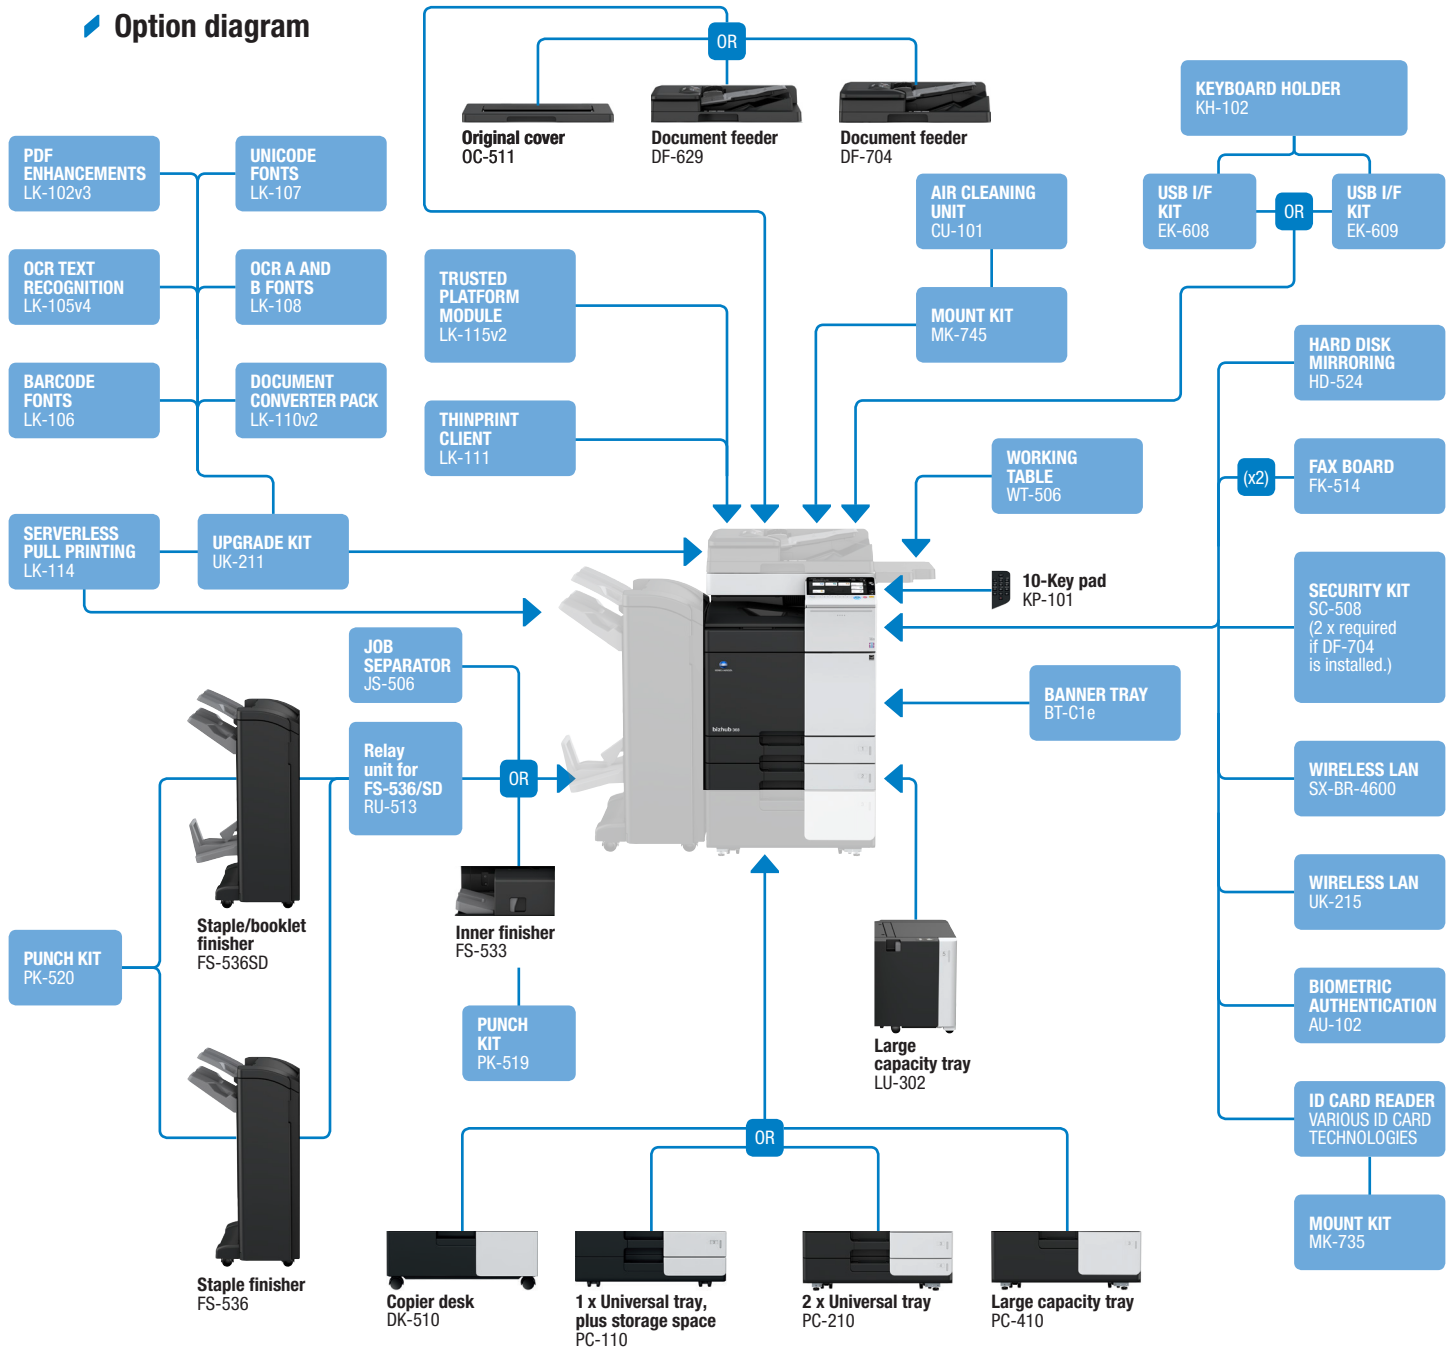 Option diagram
OR
Original cover
OC-511
Document feeder
DF-629
Document feeder
DF-704
KEYBOARD HOLDER
KH-102
PDF
ENHANCEMENTS
LK-102v3
UNICODE
FONTS
LK-107
AIR CLEANING
UNIT
CU-101
USB I/F
KIT
EK-608
OR
USB I/F
KIT
EK-609
OCR TEXT
RECOGNITION
LK-105v4
OCR A AND
B FONTS
LK-108
TRUSTED
PLATFORM
MODULE
LK-115v2
MOUNT KIT
MK-745
HARD DISK
MIRRORING
HD-524
BARCODE
FONTS
LK-106
DOCUMENT
CONVERTER PACK
LK-110v2
THINPRINT
CLIENT
LK-111
WORKING
TABLE
WT-506
(x2)
FAX BOARD
FK-514
SERVERLESS
PULL PRINTING
LK-114
UPGRADE KIT
UK-211
10-Key pad
KP-101
SECURITY KIT
SC-508
(2 x required
if DF-704
is installed.)
JOB
SEPARATOR
JS-506
BANNER TRAY
BT-C1e
bizhub
Relay
unit for
FS-536/SD
RU-513
OR
WIRELESS LAN
SX-BR-4600
WIRELESS LAN
UK-215
Staple/booklet
finisher
FS-536SD
Inner finisher
FS-533
PUNCH KIT
PK-520
PUNCH
KIT
PK-519
Large
capacity tray
LU-302
BIOMETRIC
AUTHENTICATION
AU-102
ID CARD READER
VARIOUS ID CARD
TECHNOLOGIES
OR
MOUNT KIT
MK-735
Staple finisher
FS-536
Copier desk
DK-510
1 x Universal tray,
plus storage space
PC-110
2 x Universal tray
PC-210
Large capacity tray
PC-410